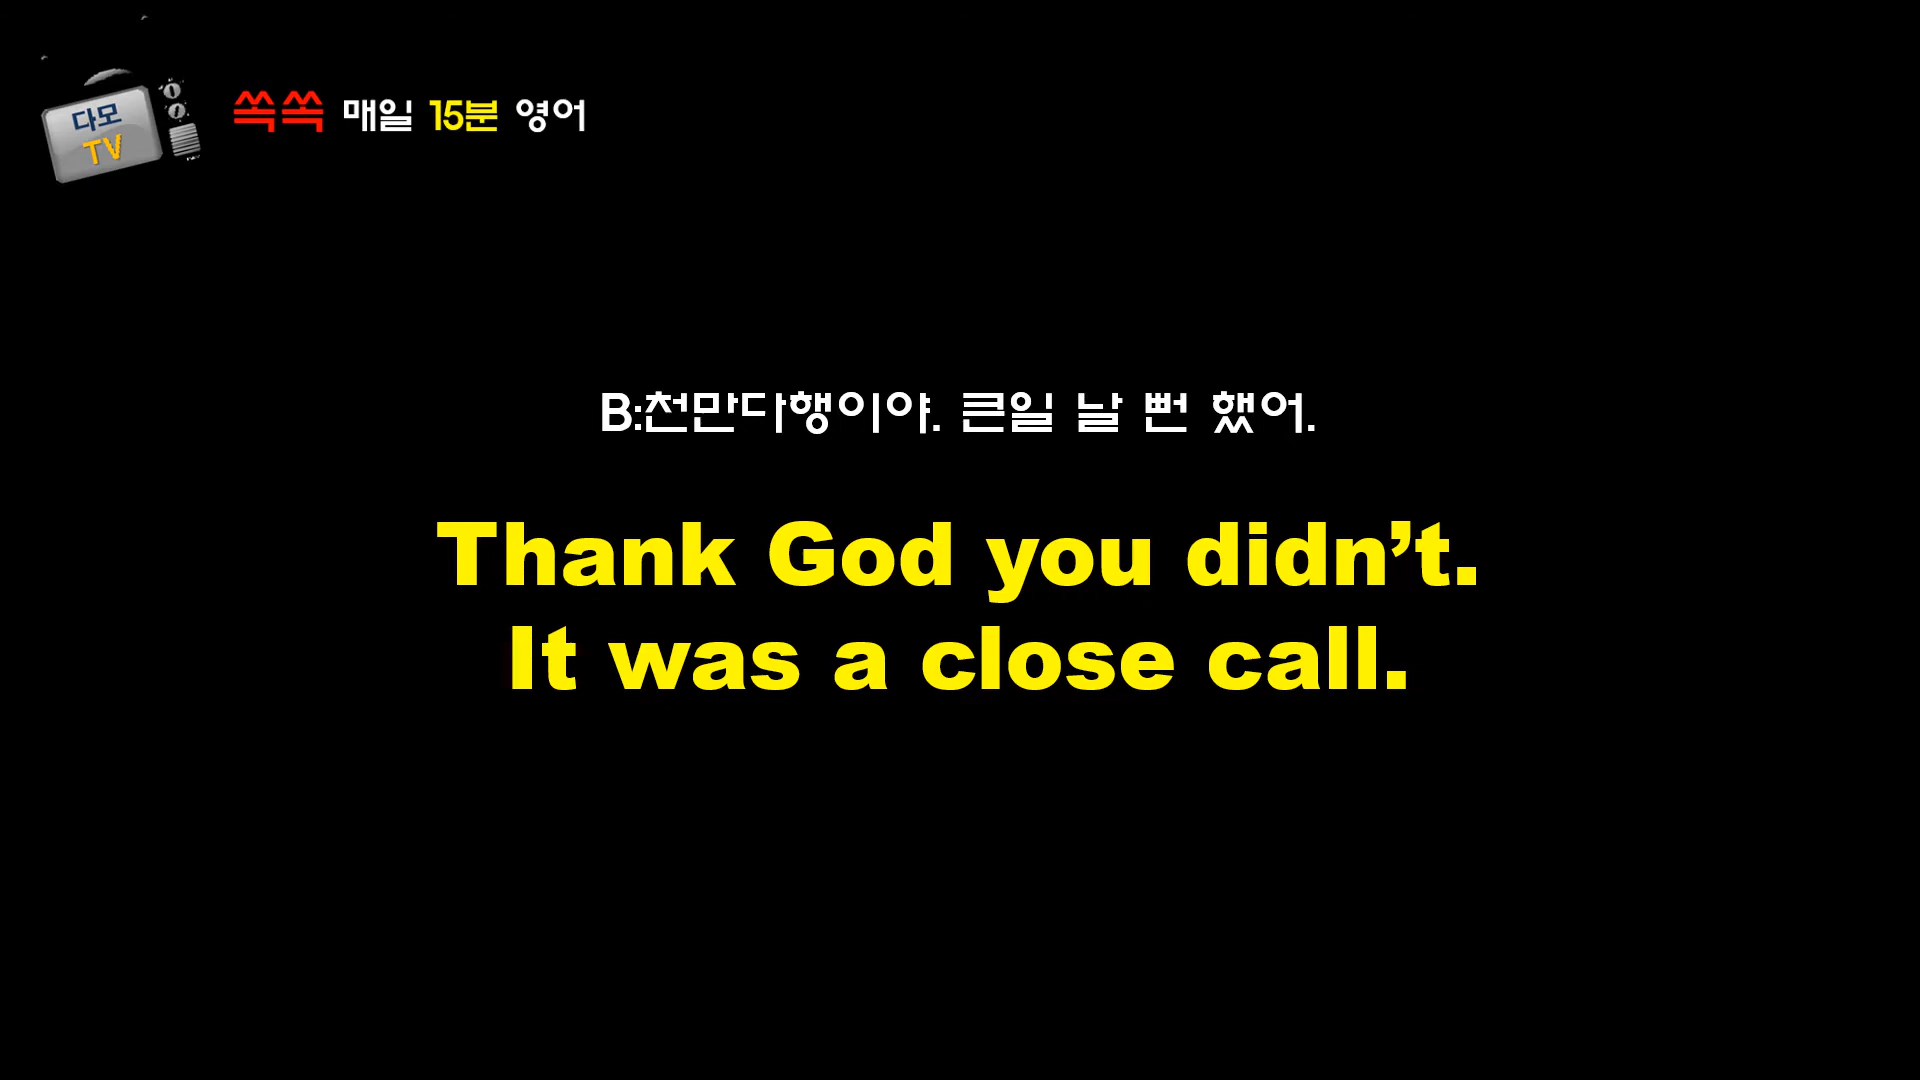 다모
TV
쏙쏙 매일 15분 영어
B:천만다행이야. 큰일 날 뻔 했어.
Thank God you didn’t.
It was a close call.